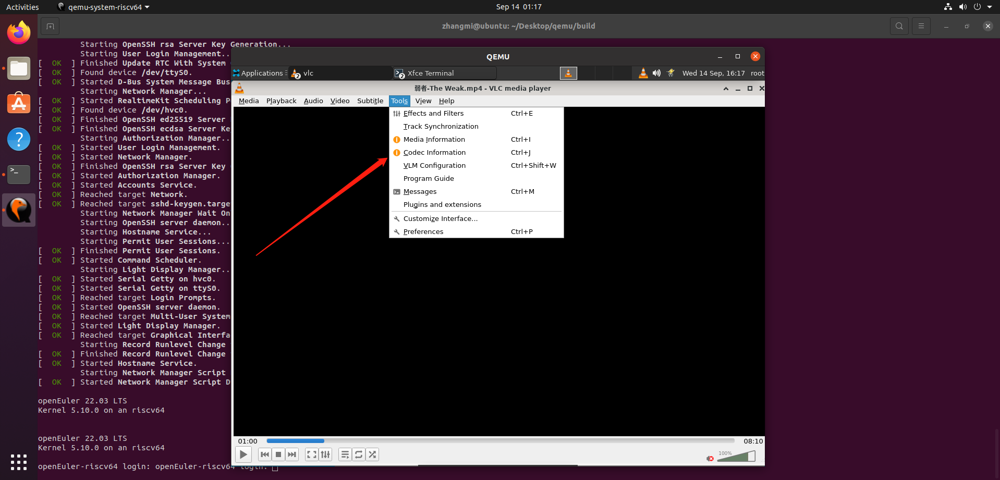 Activities
qemu-system-riscv64
Sep 14 01:17
zhangmi@ubuntu: ~/Desktop/qemu/build
Starting OpenSSH rsa Server Key Generation...
Starting User Login Management..
[ OK ] Finished Update RTC With System
[ OK ] Found device /dev/ttyS0.
[ OK ] Started D-Bus System Message Bus
Starting Network Manager...
[ OK ] Started RealtimeKit Scheduling P
[ OK ] Found device /dev/hvc0.
[ OK ] Finished OpenSSH ed25519 Server
[ OK ] Finished OpenSSH ecdsa Server Ke
Starting Authorization Manager..
[ OK ] Started User Login Management.
[ OK ] Started Network Manager.
[ OK ] Finished OpenSSH rsa Server Key
[ OK ] Started Authorization Manager.
[ OK ] Started Accounts Service.
[ OK ] Reached target Network.
[ OK ] Reached target sshd-keygen.targe
Starting Network Manager Wait On
Starting OpenSSH server daemon..
Starting Hostname Service...
Starting Permit User Sessions...
[ OK ] Finished Permit User Sessions.
[ OK ] Started Command Scheduler.
Starting Light Display Manager..
[ OK ] Started Serial Getty on hvc0.
[ OK ] Started Serial Getty on ttyS0.
[ OK ] Reached target Login Prompts.
[ OK ] Started OpenSSH server daemon.
[ OK ] Reached target Multi-User System
[ OK ] Started Light Display Manager.
[ OK ] Reached target Graphical Interfa
Starting Record Runlevel Change
[ OK ] Finished Record Runlevel Change
[ OK ] Started Hostname Service.
Starting Network Manager Script
[ OK ] Started Network Manager Script D
openEuler 22.03 LTS
Kernel 5.10.0 on an riscv64
openEuler 22.03 LTS
Kernel 5.10.0 on an riscv64
openEuler-riscv64 login: openEuler-riscv64 login:
QEMU
Applications
2 vlc
2 Xfce Terminal
Wed 14 Sep, 16:17
root
弱者-The Weak.mp4 - VLC media player
Media Playback Audio Video Subtitle Tools View Help
Effects and Filters Ctrl+E
Track Synchronization
Media Information Ctrl+I
Codec Information Ctrl+J
VLM Configuration Ctrl+Shift+W
Program Guide
Messages Ctrl+M
Plugins and extensions
Customize Interface...
Preferences Ctrl+P
01:00
08:10
100%